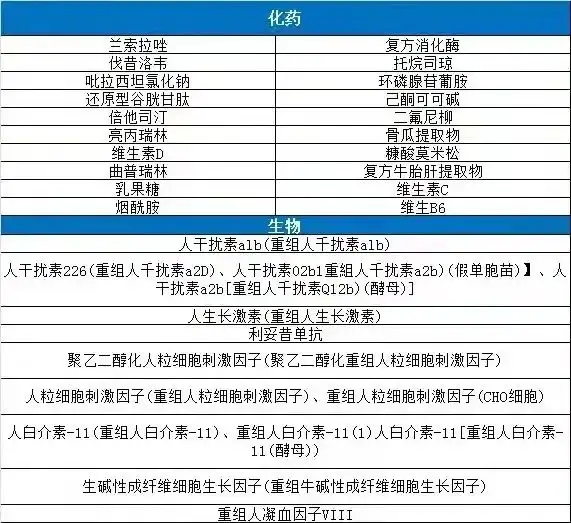 化药
兰索拉唑 复方消化酶
伐昔洛韦 托烷司琼
吡拉西坦氯化钠 环磷腺苷葡胺
还原型谷胱甘肽 己酮可可碱
倍他司汀 二氟尼柳
亮丙瑞林 骨瓜提取物
维生素D 糠酸莫米松
曲普瑞林 复方牛胎肝提取物
乳果糖 维生素C
烟酰胺 维生B6
生物
人干扰素alb(重组人千扰素alb)
人干扰素226(重组人千扰素a2D)、人干扰素02b1重组人千扰素a2b)(假单胞苗)】、人
干扰素a2b[重组人千扰素Q12b)(酵母)]
人生长激素(重组人生长激素)
利妥昔单抗
聚乙二醇化人粒细胞刺激因子(聚乙二醇化重组人粒细胞刺激因子)
人粒细胞刺激因子(重组人粒细胞刺激因子)、重组人粒细胞刺激因子(CHO细胞)
人白介素-11(重组人白介素-11)、重组人白介素-11(1)人白介素-11[重组人白介素-
11(酵母))
生碱性成纤维细胞生长因子(重组牛碱性成纤维细胞生长因子)
重组人凝血因子VIII